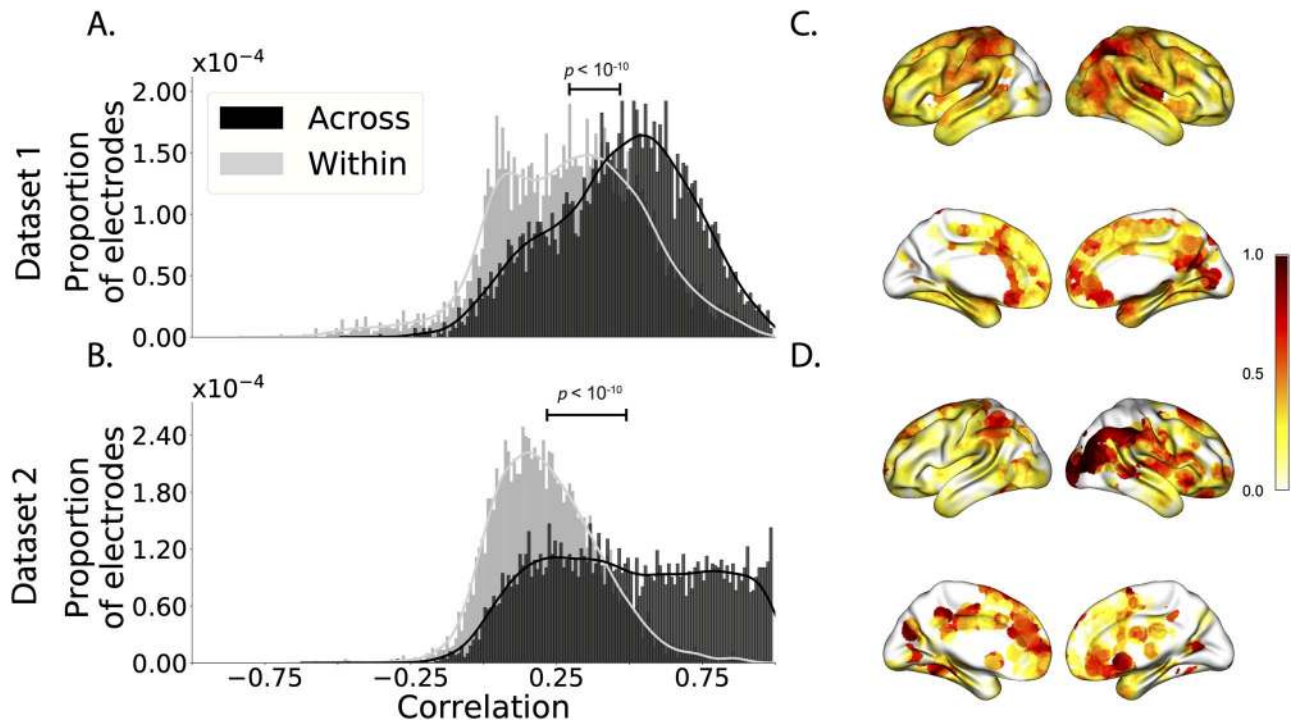 A.
C.
x10⁻⁴
p < 10⁻¹⁰
2.00
Across
Within
1.50
1.00
0.50
0.00
Dataset 1
Proportion
of electrodes
1.0
0.5
0.0
B.
D.
x10⁻⁴
p < 10⁻¹⁰
2.40
1.80
1.20
0.60
0.00
Dataset 2
Proportion
of electrodes
−0.75
−0.25
0.25
0.75
Correlation